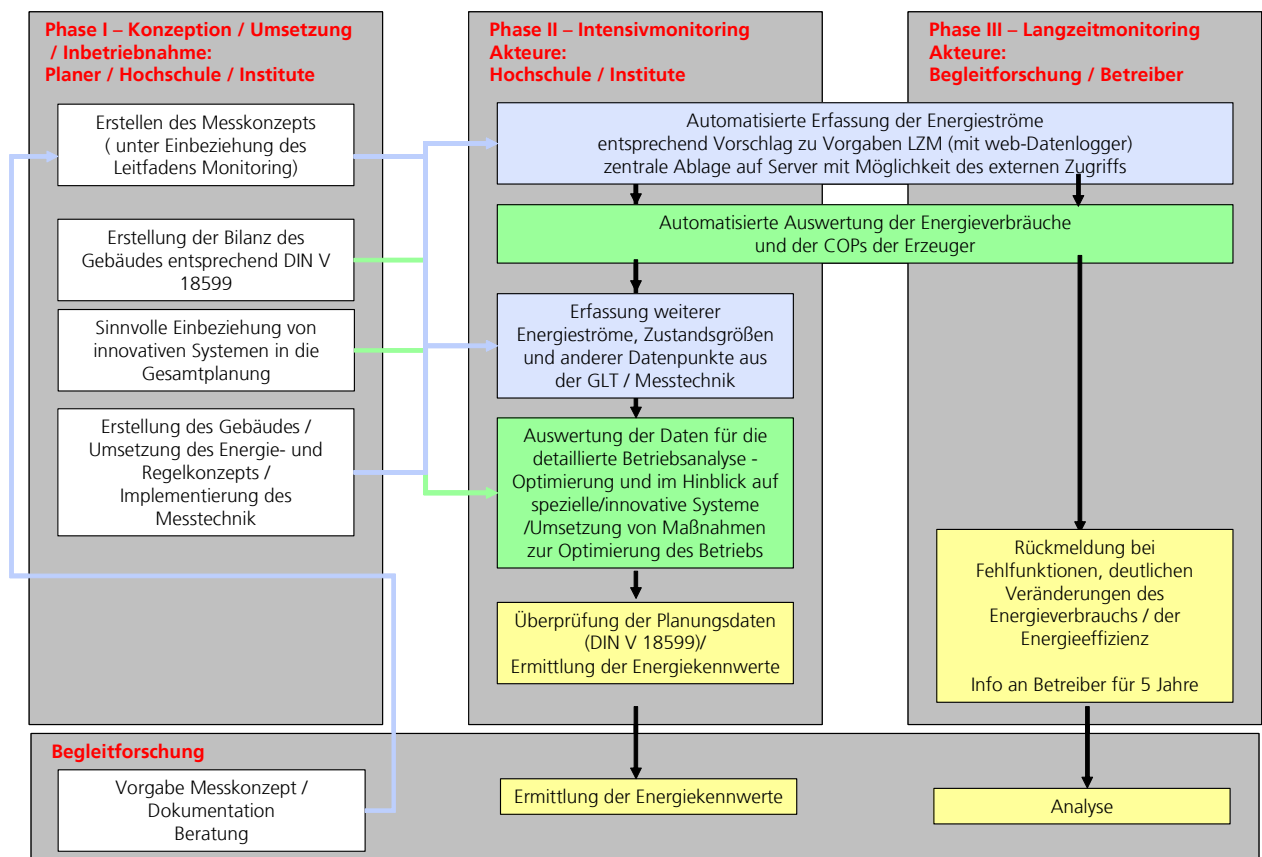 Phase I – Konzeption / Umsetzung
/ Inbetriebnahme:
Planer / Hochschule / Institute
Erstellen des Messkonzepts
( unter Einbeziehung des
Leitfadens Monitoring)
Erstellung der Bilanz des
Gebäudes entsprechend DIN V
18599
Sinnvolle Einbeziehung von
innovativen Systemen in die
Gesamtplanung
Erstellung des Gebäudes /
Umsetzung des Energie- und
Regelkonzepts /
Implementierung des
Messtechnik
Phase II – Intensivmonitoring
Akteure:
Hochschule / Institute
Phase III – Langzeitmonitoring
Akteure:
Begleitforschung / Betreiber
Automatisierte Erfassung der Energieströme
entsprechend Vorschlag zu Vorgaben LZM (mit web-Datenlogger)
zentrale Ablage auf Server mit Möglichkeit des externen Zugriffs
Automatisierte Auswertung der Energieverbräuche
und der COPs der Erzeuger
Erfassung weiterer
Energieströme, Zustandsgrößen
und anderer Datenpunkte aus
der GLT / Messtechnik
Auswertung der Daten für die
detaillierte Betriebsanalyse -
Optimierung und im Hinblick auf
spezielle/innovative Systeme
/Umsetzung von Maßnahmen
zur Optimierung des Betriebs
Überprüfung der Planungsdaten
(DIN V 18599)/
Ermittlung der Energiekennwerte
Rückmeldung bei
Fehlfunktionen, deutlichen
Veränderungen des
Energieverbrauchs / der
Energieeffizienz
Info an Betreiber für 5 Jahre
Begleitforschung
Vorgabe Messkonzept /
Dokumentation
Beratung
Ermittlung der Energiekennwerte
Analyse